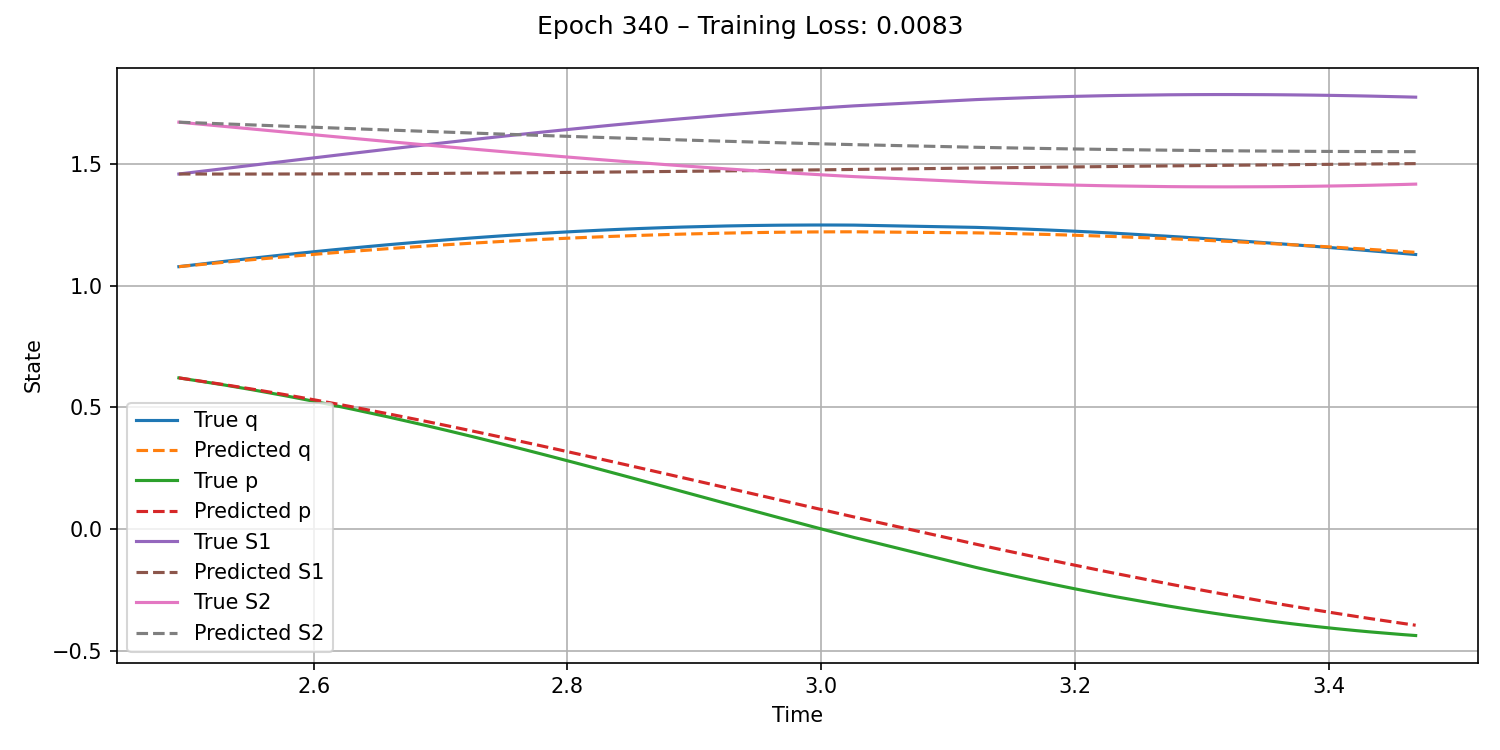 Epoch 340 – Training Loss: 0.0083
State
1.5
1.0
0.5
0.0
−0.5
True q
Predicted q
True p
Predicted p
True S1
Predicted S1
True S2
Predicted S2
2.6
2.8
3.0
3.2
3.4
Time